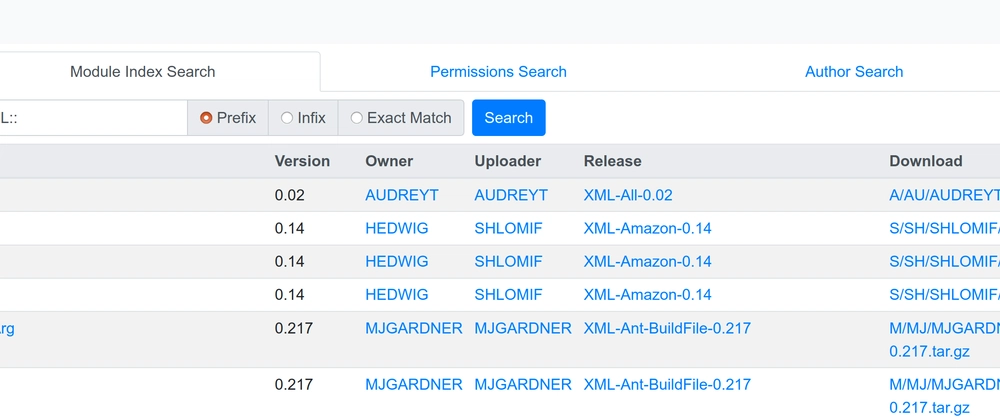 Module Index Search Permissions Search Author Search
L:: Prefix Infix Exact Match Search
Version Owner Uploader Release Download
0.02 AUDREYT AUDREYT XML-All-0.02 A/AU/AUDREYT
0.14 HEDWIG SHLOMIF XML-Amazon-0.14 S/SH/SHLOMIF/
0.14 HEDWIG SHLOMIF XML-Amazon-0.14 S/SH/SHLOMIF/
0.14 HEDWIG SHLOMIF XML-Amazon-0.14 S/SH/SHLOMIF/
rg 0.217 MJGARDNER MJGARDNER XML-Ant-BuildFile-0.217 M/MJ/MJGARDN
0.217.tar.gz
0.217 MJGARDNER MJGARDNER XML-Ant-BuildFile-0.217 M/MJ/MJGARDN
0.217.tar.gz